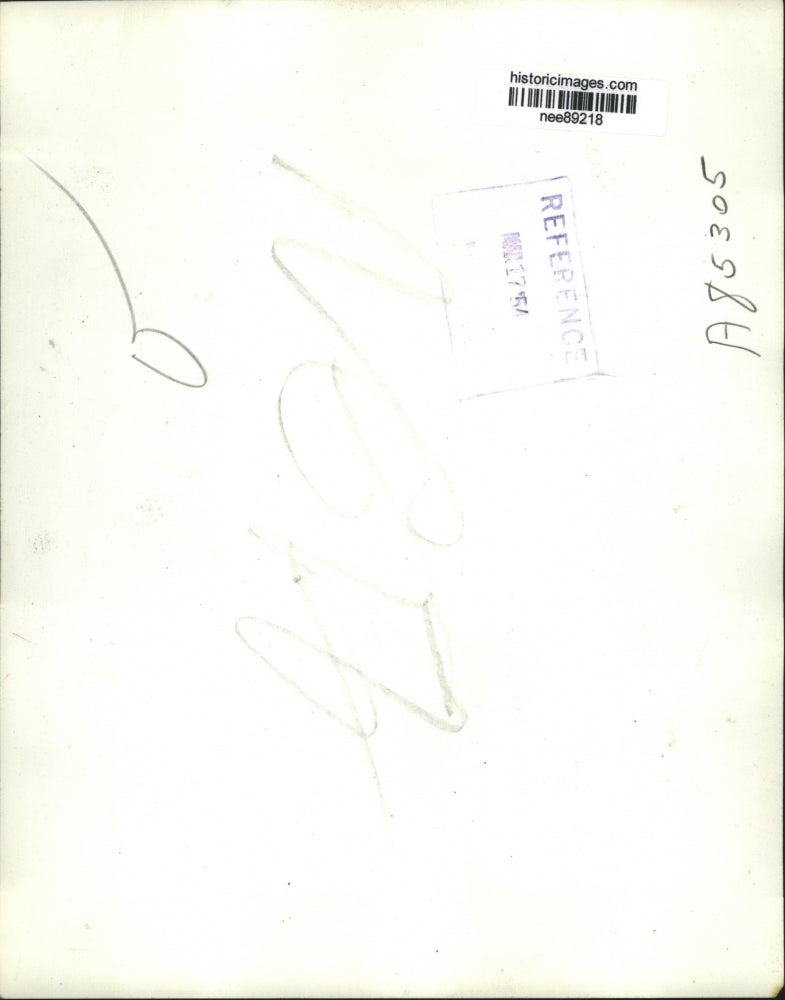 historicimages.com
nee89218
REFERENCE
MAR 17 '54
A85305